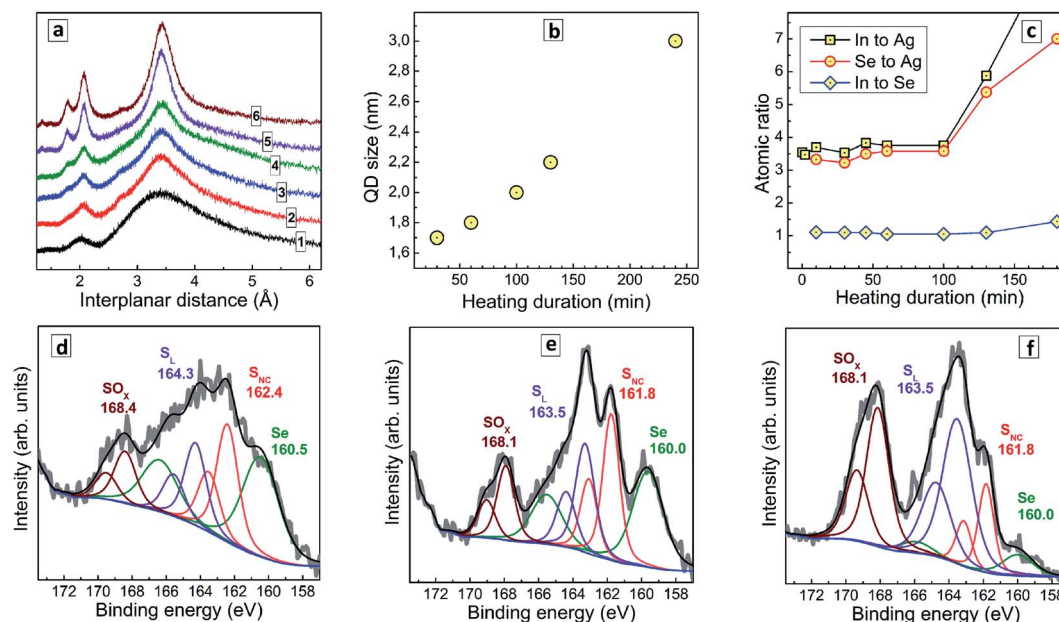 a
6
5
4
3
2
1
2 3 4 5 6
Interplanar distance (Å)
b
3,0
2,8
2,6
2,4
2,2
2,0
1,8
1,6
QD size (nm)
50 100 150 200 250
Heating duration (min)
c
In to Ag
Se to Ag
In to Se
7
6
5
4
3
2
1
0
Atomic ratio
0 50 100 150
Heating duration (min)
d
SOX
168.4
SL
164.3
SNC
162.4
Se
160.5
Intensity (arb. units)
172 170 168 166 164 162 160 158
Binding energy (eV)
e
SOX
168.1
SL
163.5
SNC
161.8
Se
160.0
Intensity (arb. units)
172 170 168 166 164 162 160 158
Binding energy (eV)
f
SOX
168.1
SL
163.5
SNC
161.8
Se
160.0
Intensity (arb. units)
172 170 168 166 164 162 160 158
Binding energy (eV)